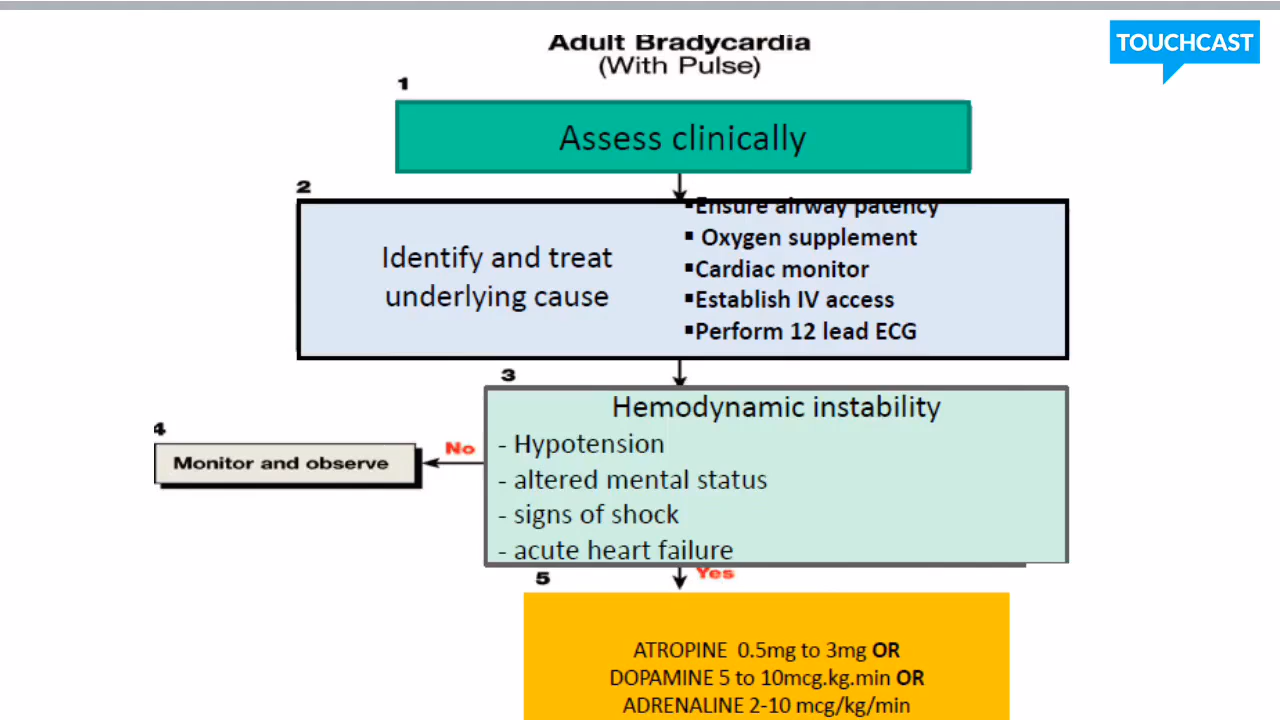 TOUCHCAST
Adult Bradycardia
(With Pulse)
1
Assess clinically
2
Identify and treat
underlying cause
▪Ensure airway patency
▪ Oxygen supplement
▪Cardiac monitor
▪Establish IV access
▪Perform 12 lead ECG
3
Hemodynamic instability
- Hypotension
- altered mental status
- signs of shock
- acute heart failure
4
No
Monitor and observe
Yes
5
ATROPINE 0.5mg to 3mg OR
DOPAMINE 5 to 10mcg.kg.min OR
ADRENALINE 2-10 mcg/kg/min